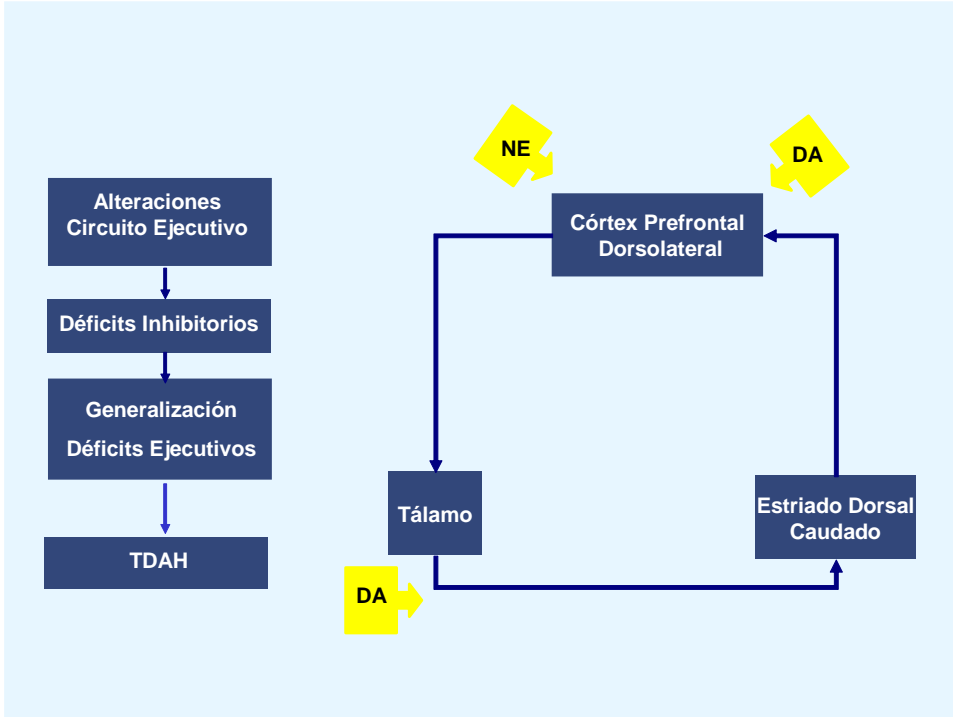 Alteraciones
Circuito Ejecutivo
Déficits Inhibitorios
Generalización
Déficits Ejecutivos
TDAH
NE
DA
Córtex Prefrontal
Dorsolateral
Tálamo
Estriado Dorsal
Caudado
DA